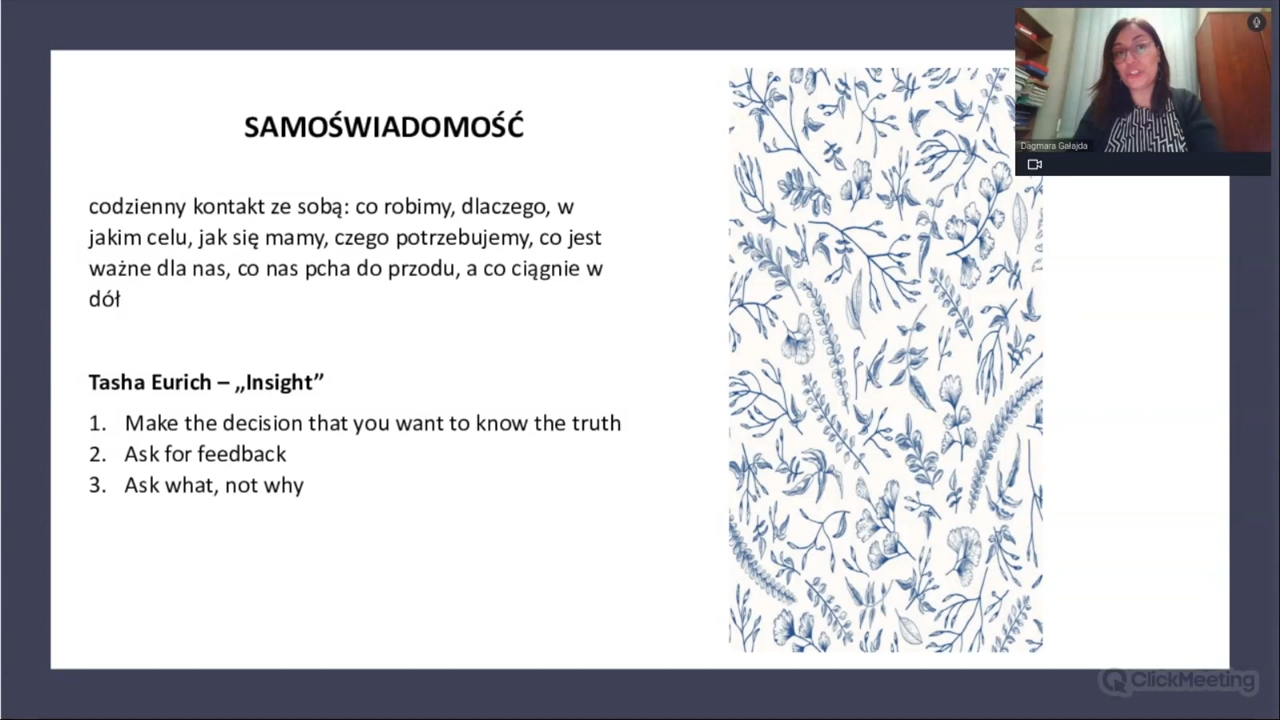 SAMOŚWIADOMOŚĆ
codzienny kontakt ze sobą: co robimy, dlaczego, w
jakim celu, jak się mamy, czego potrzebujemy, co jest
ważne dla nas, co nas pcha do przodu, a co ciągnie w
dół
Tasha Eurich – „Insight”
1. Make the decision that you want to know the truth
2. Ask for feedback
3. Ask what, not why
Dagmara Gałajda
ClickMeeting